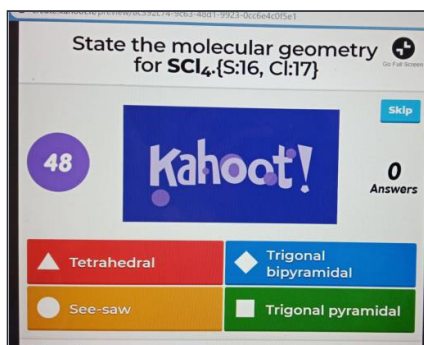 State the molecular geometry
for SCl₄.{S:16, Cl:17}
Go Full Screen
Skip
48
Kahoot!
0
Answers
Tetrahedral
Trigonal
bipyramidal
See-saw
Trigonal pyramidal